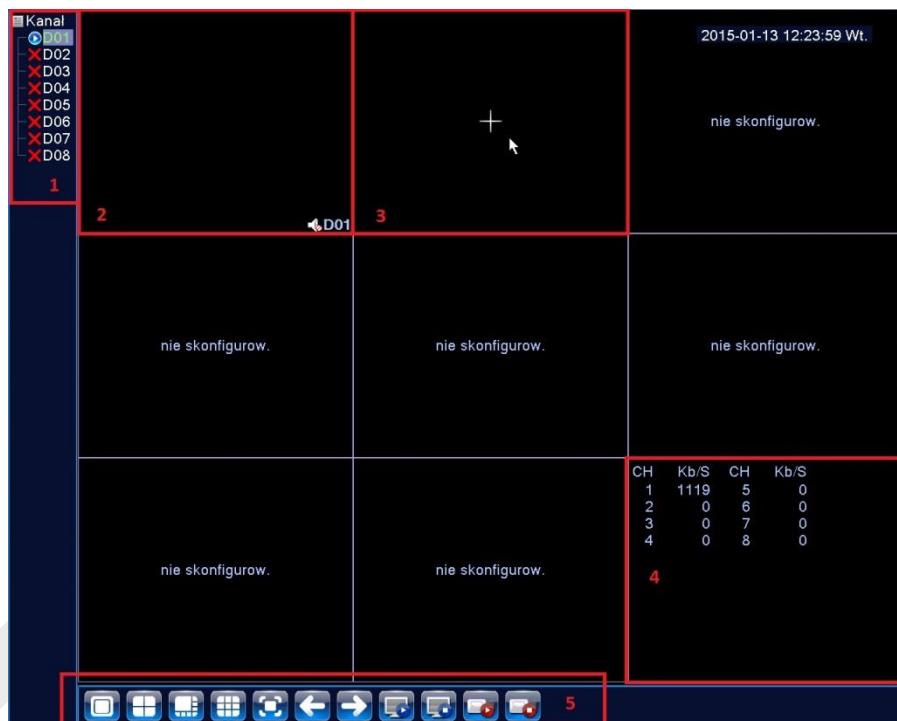 Kanal
D01
D02
D03
D04
D05
D06
D07
D08
1
2
D01
3
2015-01-13 12:23:59 Wt.
nie skonfigurow.
nie skonfigurow.
nie skonfigurow.
nie skonfigurow.
nie skonfigurow.
nie skonfigurow.
CH Kb/S CH Kb/S
1 1119 5 0
2 0 6 0
3 0 7 0
4 0 8 0
4
5